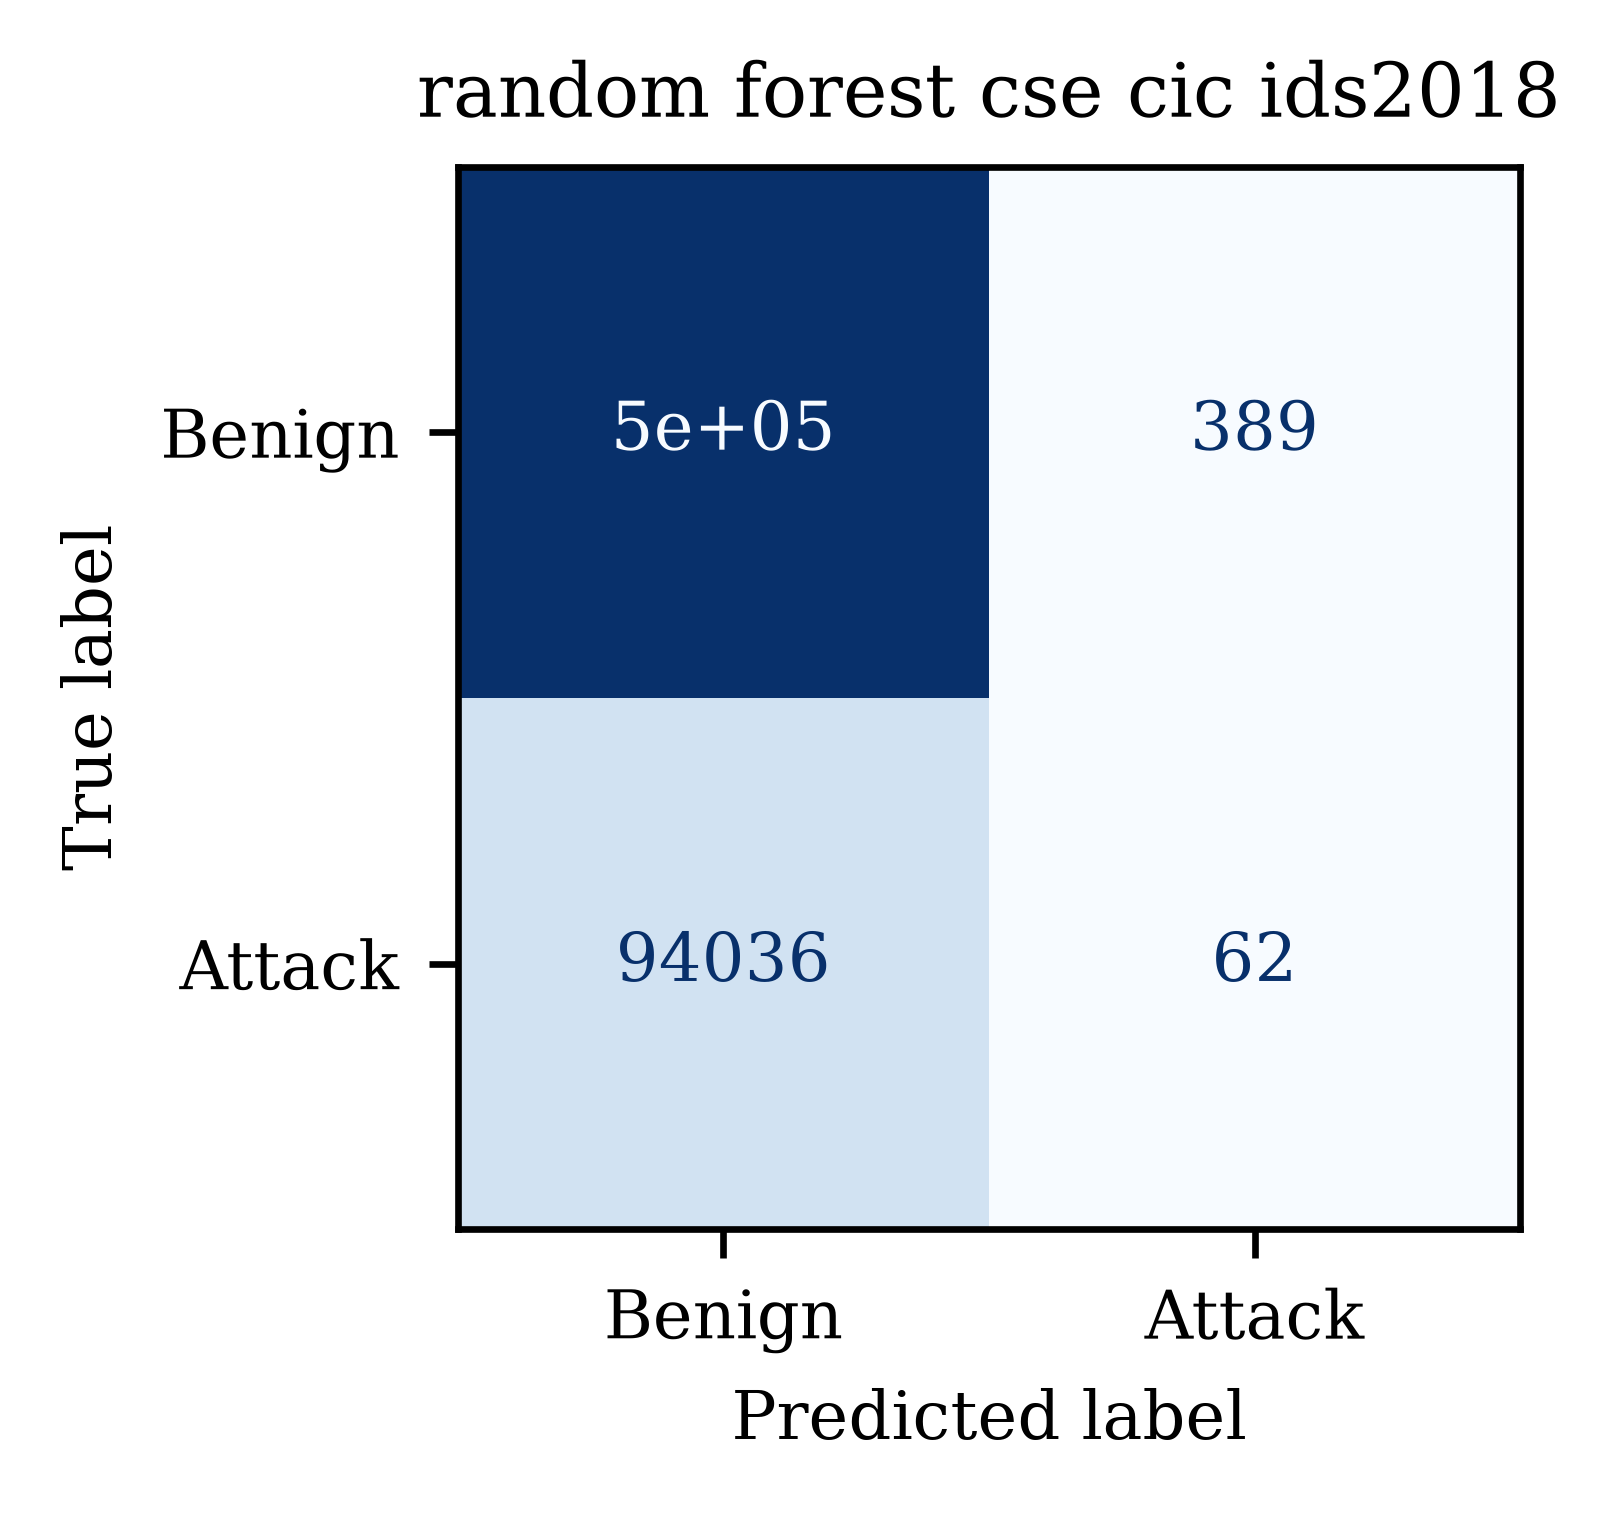 random forest cse cic ids2018
True label
Benign
5e+05
389
Attack
94036
62
Benign
Attack
Predicted label